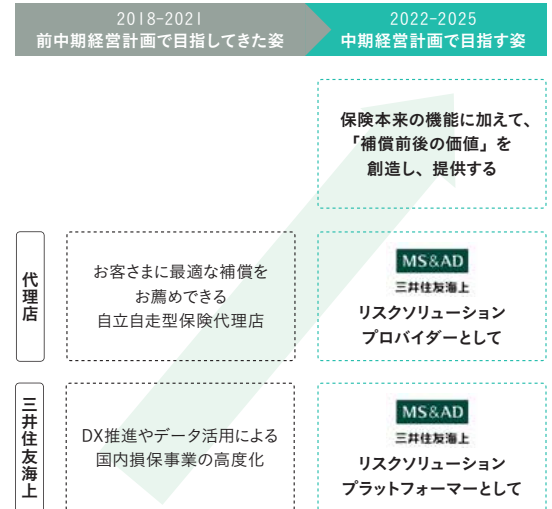 2018-2021
前中期経営計画で目指してきた姿
2022-2025
中期経営計画で目指す姿
保険本来の機能に加えて、
「補償前後の価値」を
創造し、提供する
代理店
お客さまに最適な補償を
お薦めできる
自立自走型保険代理店
MS&AD
三井住友海上
リスクソリューション
プロバイダーとして
三井住友海上
DX推進やデータ活用による
国内損保事業の高度化
MS&AD
三井住友海上
リスクソリューション
プラットフォーマーとして